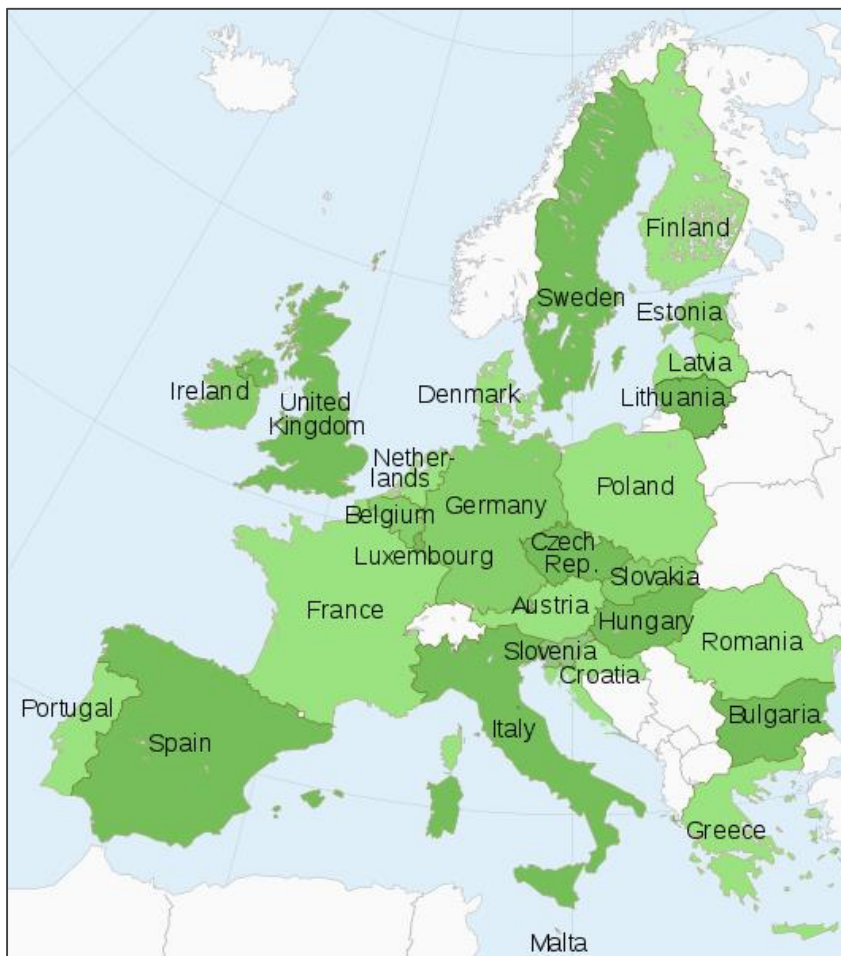 Finland
Sweden
Estonia
Latvia
Lithuania
Denmark
Ireland
United
Kingdom
Nether-
lands
Poland
Belgium
Germany
Luxembourg
Czech
Rep.
Slovakia
France
Austria
Hungary
Romania
Slovenia
Croatia
Portugal
Spain
Italy
Bulgaria
Greece
Malta